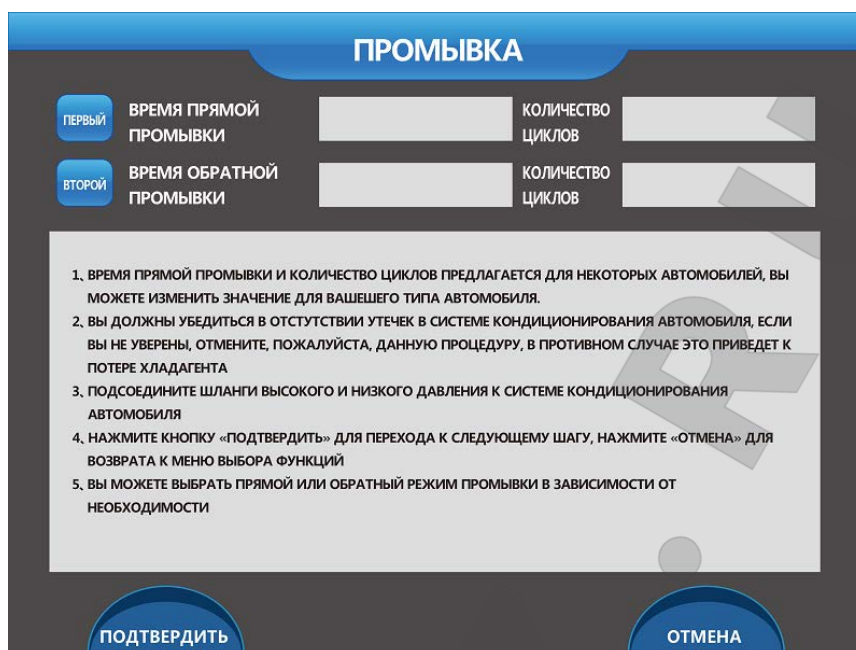 ПРОМЫВКА
ПЕРВЫЙ
ВРЕМЯ ПРЯМОЙ
ПРОМЫВКИ
КОЛИЧЕСТВО
ЦИКЛОВ
ВТОРОЙ
ВРЕМЯ ОБРАТНОЙ
ПРОМЫВКИ
КОЛИЧЕСТВО
ЦИКЛОВ
1、ВРЕМЯ ПРЯМОЙ ПРОМЫВКИ И КОЛИЧЕСТВО ЦИКЛОВ ПРЕДЛАГАЕТСЯ ДЛЯ НЕКОТОРЫХ АВТОМОБИЛЕЙ, ВЫ
МОЖЕТЕ ИЗМЕНИТЬ ЗНАЧЕНИЕ ДЛЯ ВАШЕШЕГО ТИПА АВТОМОБИЛЯ.
2、ВЫ ДОЛЖНЫ УБЕДИТЬСЯ В ОТСТУТСТВИИ УТЕЧЕК В СИСТЕМЕ КОНДИЦИОНИРОВАНИЯ АВТОМОБИЛЯ, ЕСЛИ
ВЫ НЕ УВЕРЕНЫ, ОТМЕНИТЕ, ПОЖАЛУЙСТА, ДАННУЮ ПРОЦЕДУРУ, В ПРОТИВНОМ СЛУЧАЕ ЭТО ПРИВЕДЕТ К
ПОТЕРЕ ХЛАДАГЕНТА
3、ПОДСОЕДИНИТЕ ШЛАНГИ ВЫСОКОГО И НИЗКОГО ДАВЛЕНИЯ К СИСТЕМЕ КОНДИЦИОНИРОВАНИЯ
АВТОМОБИЛЯ
4、НАЖМИТЕ КНОПКУ «ПОДТВЕРДИТЬ» ДЛЯ ПЕРЕХОДА К СЛЕДУЮЩЕМУ ШАГУ, НАЖМИТЕ «ОТМЕНА» ДЛЯ
ВОЗВРАТА К МЕНЮ ВЫБОРА ФУНКЦИЙ
5、ВЫ МОЖЕТЕ ВЫБРАТЬ ПРЯМОЙ ИЛИ ОБРАТНЫЙ РЕЖИМ ПРОМЫВКИ В ЗАВИСИМОСТИ ОТ
НЕОБХОДИМОСТИ
ПОДТВЕРДИТЬ
ОТМЕНА